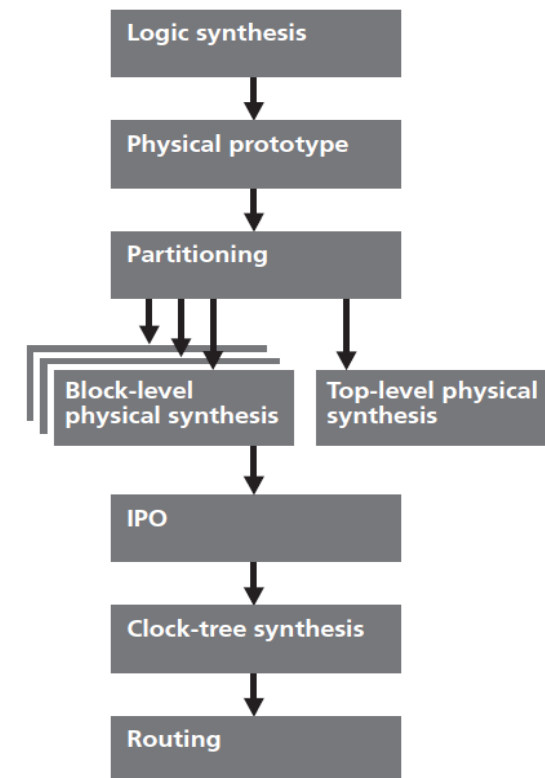 Logic synthesis
Physical prototype
Partitioning
Block-level
physical synthesis
Top-level physical
synthesis
IPO
Clock-tree synthesis
Routing